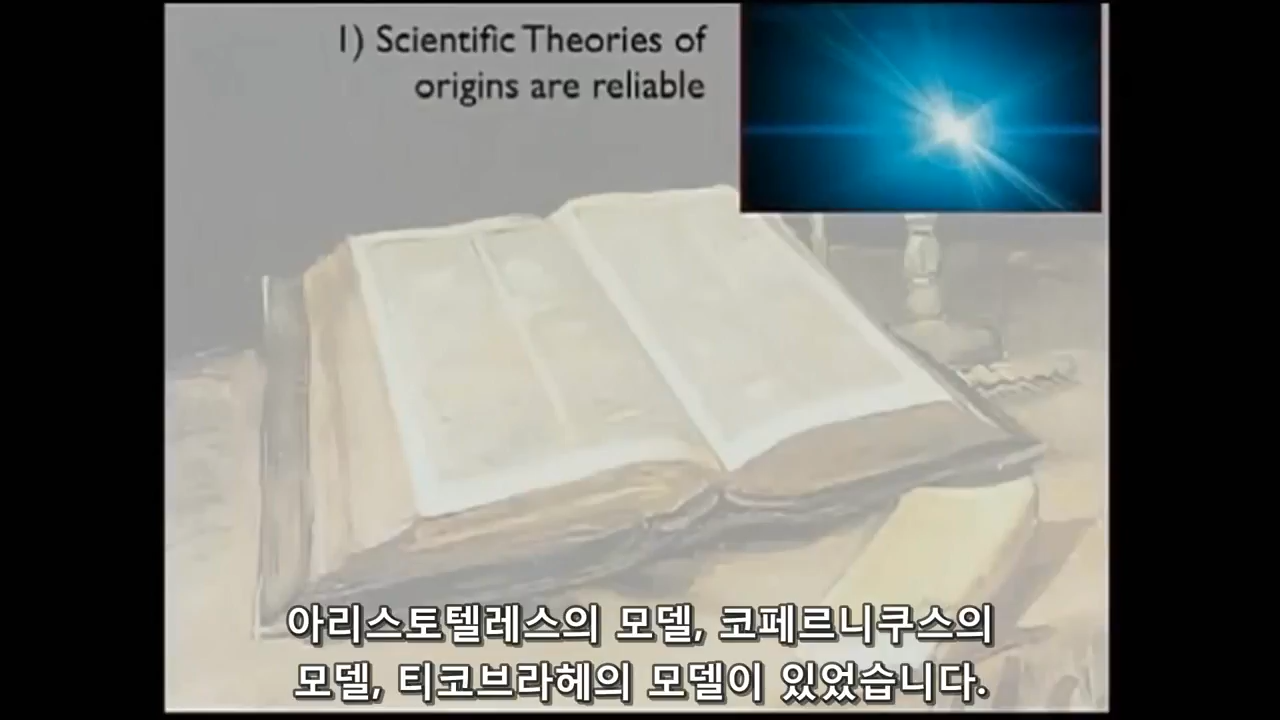 1) Scientific Theories of
origins are reliable
아리스토텔레스의 모델, 코페르니쿠스의
모델, 티코브라헤의 모델이 있었습니다.